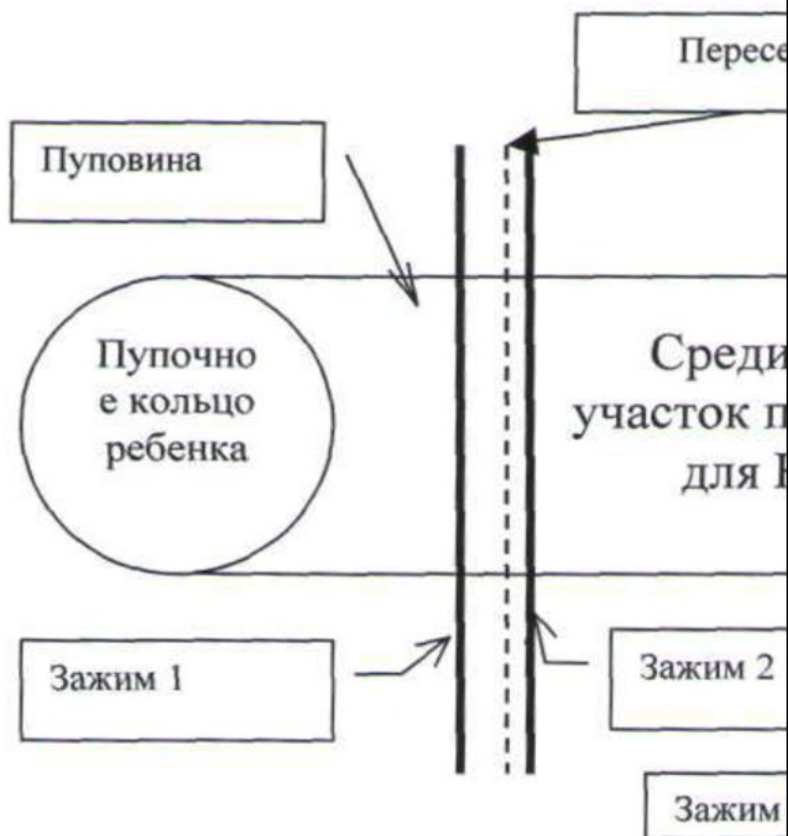 Пересе
Пуповина
Пупочно
е кольцо
ребенка
Среди
участок п
для
Зажим 1
Зажим 2
Зажим